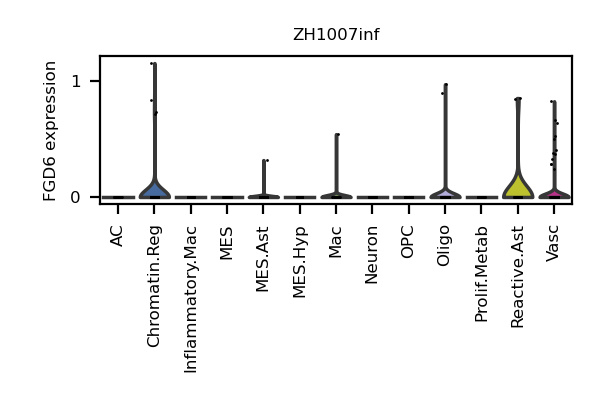 ZH1007inf
FGD6 expression
1
0
AC
Chromatin.Reg
Inflammatory.Mac
MES
MES.Ast
MES.Hyp
Mac
Neuron
OPC
Oligo
Prolif.Metab
Reactive.Ast
Vasc